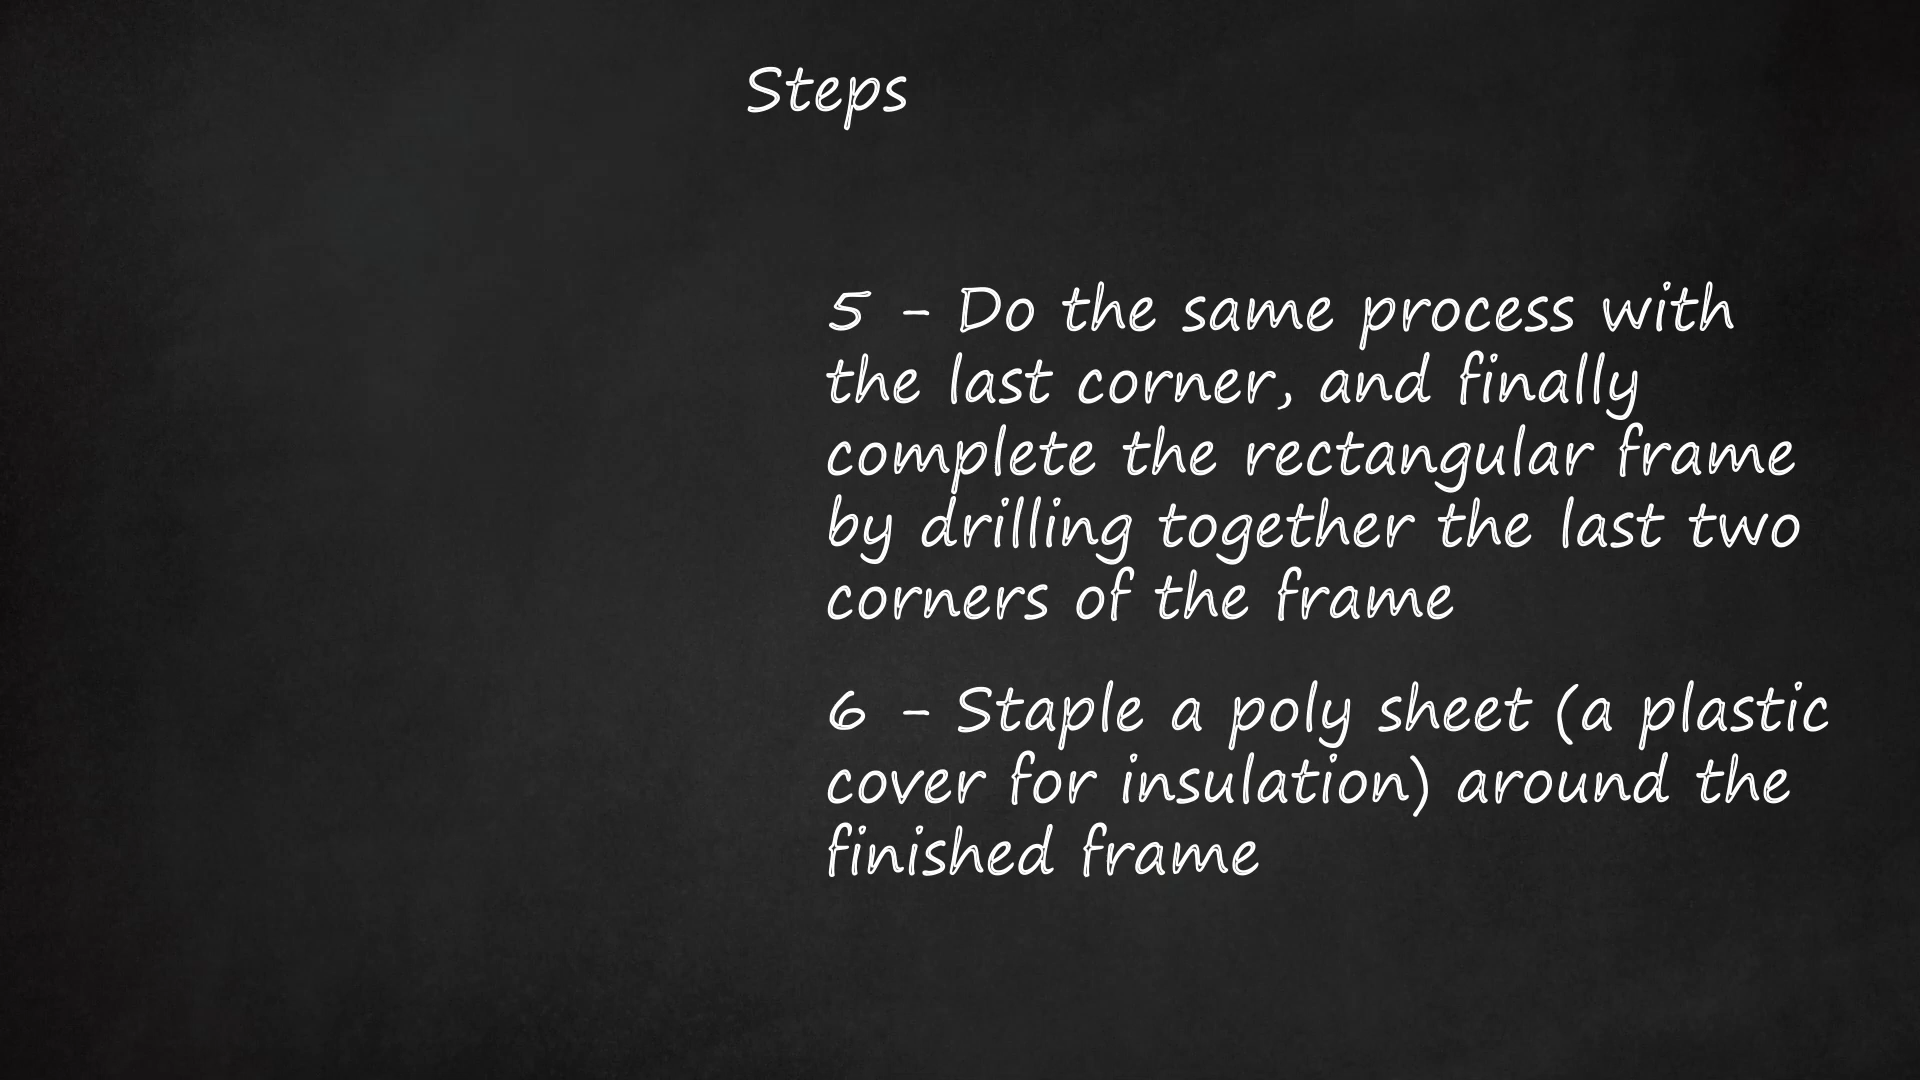 Steps
5 - Do the same process with
the last corner, and finally
complete the rectangular frame
by drilling together the last two
corners of the frame
6 - Staple a poly sheet (a plastic
cover for insulation) around the
finished frame